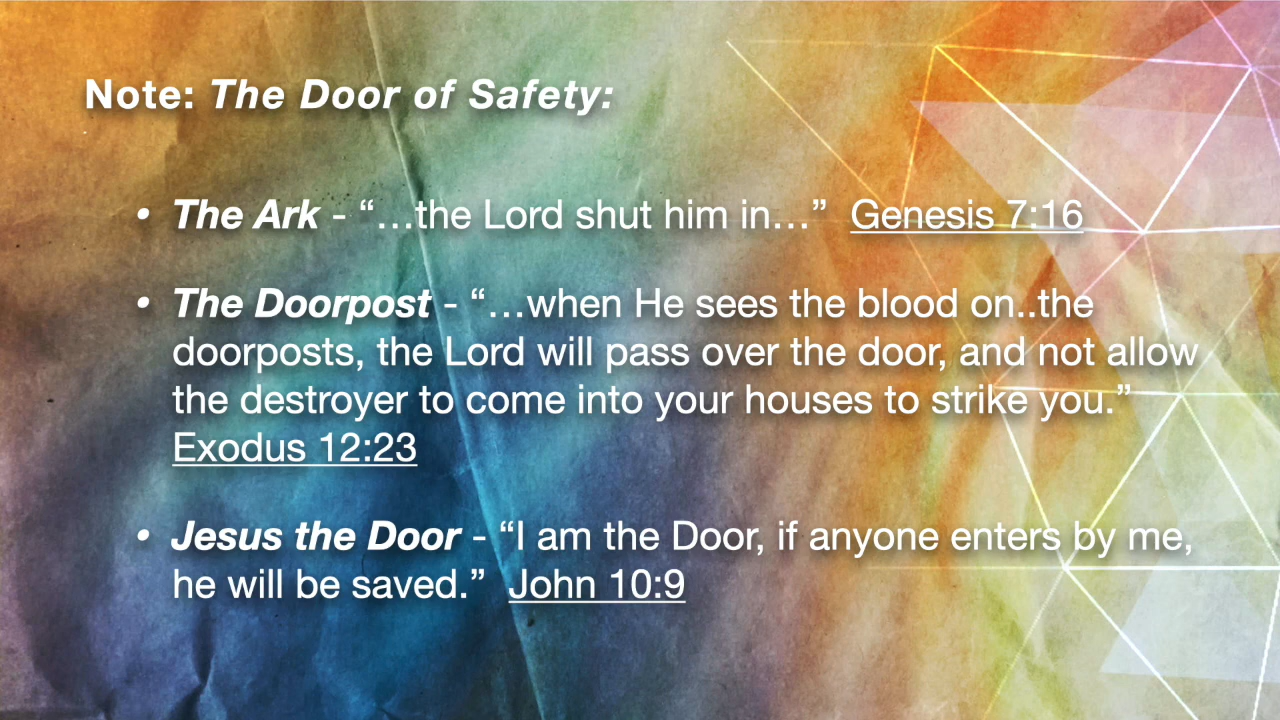 Note: The Door of Safety:
• The Ark - “…the Lord shut him in…” Genesis 7:16
• The Doorpost - “…when He sees the blood on..the
doorposts, the Lord will pass over the door, and not allow
the destroyer to come into your houses to strike you.”
Exodus 12:23
• Jesus the Door - “I am the Door, if anyone enters by me,
he will be saved.” John 10:9